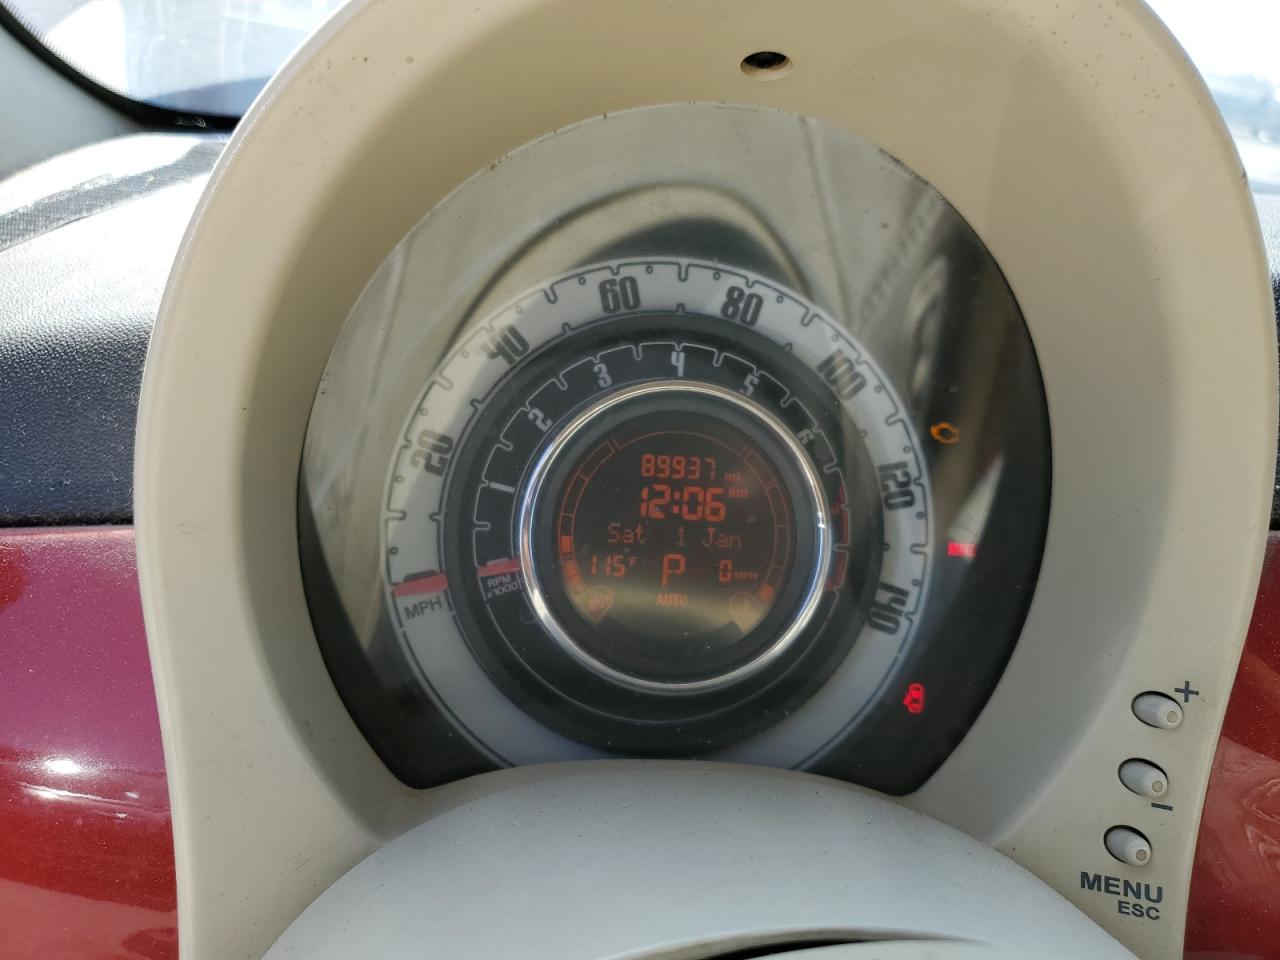 20
40
60
80
100
120
140
MPH
1
2
3
4
5
6
RPM
x1000
89937 mi
12:06 am
Sat 1 Jan
115°F P 0 MPH
AUTO
+
−
MENU
ESC